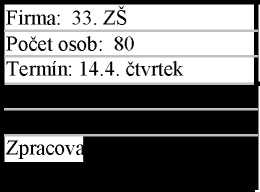 Firma: 33. ZŠ
Počet osob: 80
Termín: 14.4. čtvrtek
Zpracova